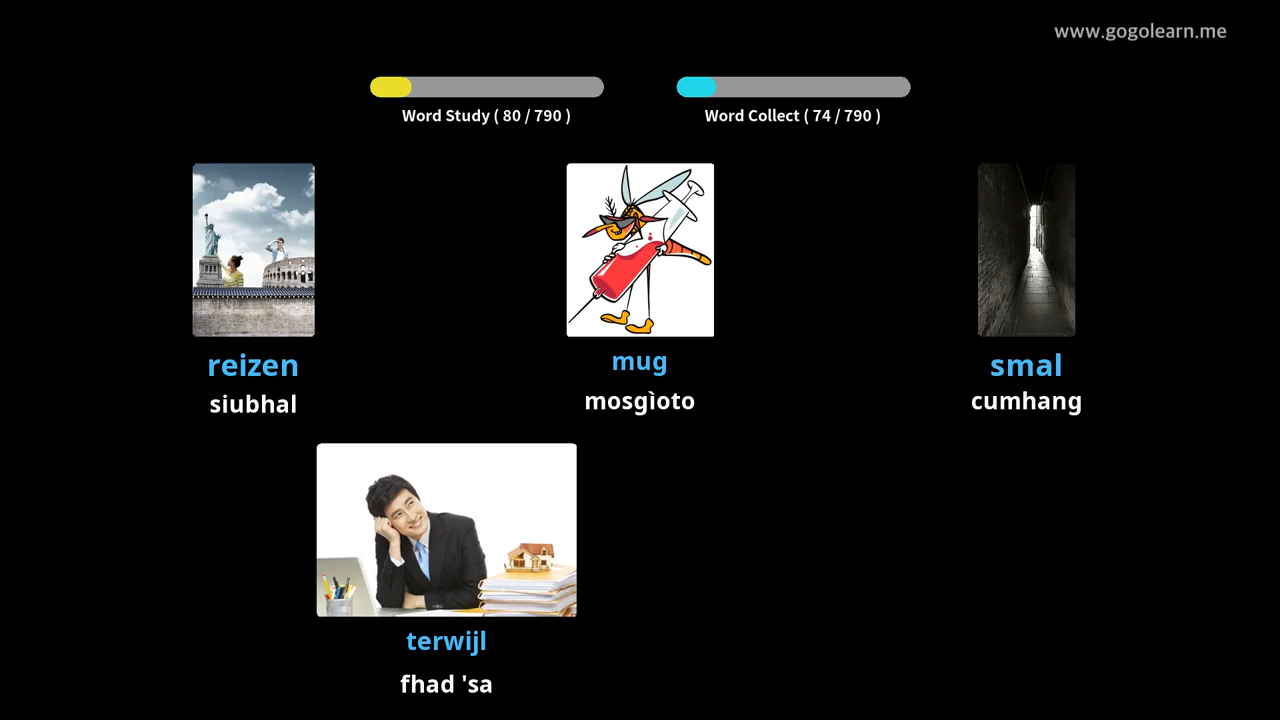 www.gogolearn.me
Word Study ( 80 / 790 )
Word Collect ( 74 / 790 )
reizen
siubhal
mug
mosgìoto
smal
cumhang
terwijl
fhad 'sa